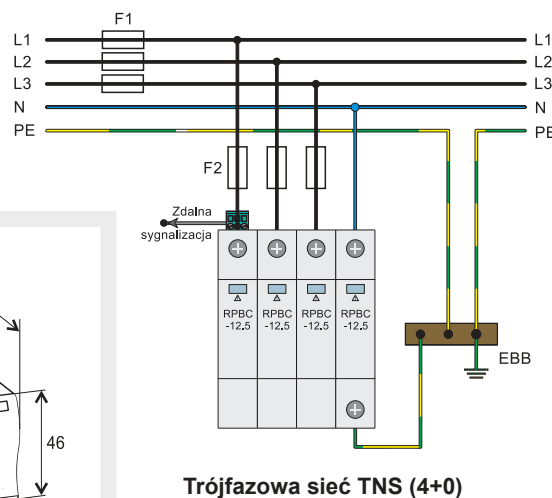 F1
L1 L1
L2 L2
L3 L3
N N
PE PE
F2
Zdalna
sygnalizacja
RPBC RPBC RPBC RPBC
-12.5 -12.5 -12.5 -12.5
EBB
46
Trójfazowa sieć TNS (4+0)